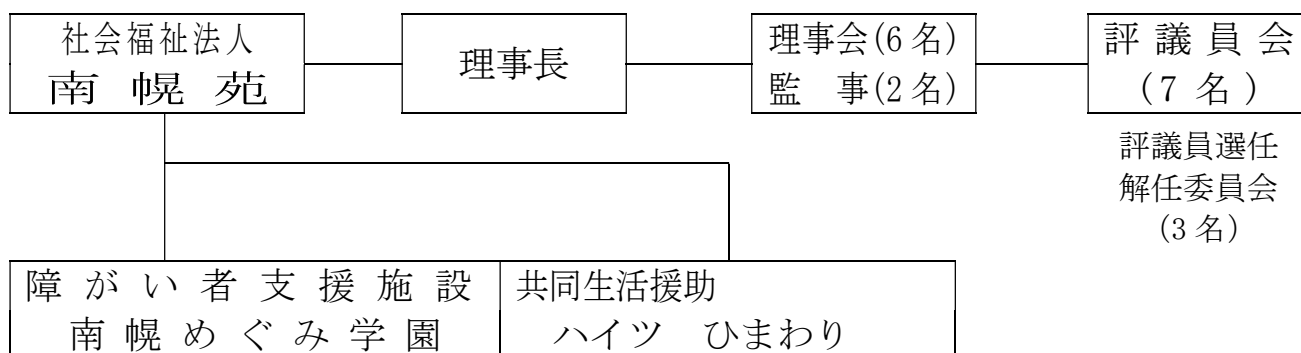 社会福祉法人
南幌苑
理事長
理事会(6名)
監　事(2名)
評議員会
(7名)
評議員選任
解任委員会
(3名)
障がい者支援施設
南幌めぐみ学園
共同生活援助
ハイツ　ひまわり